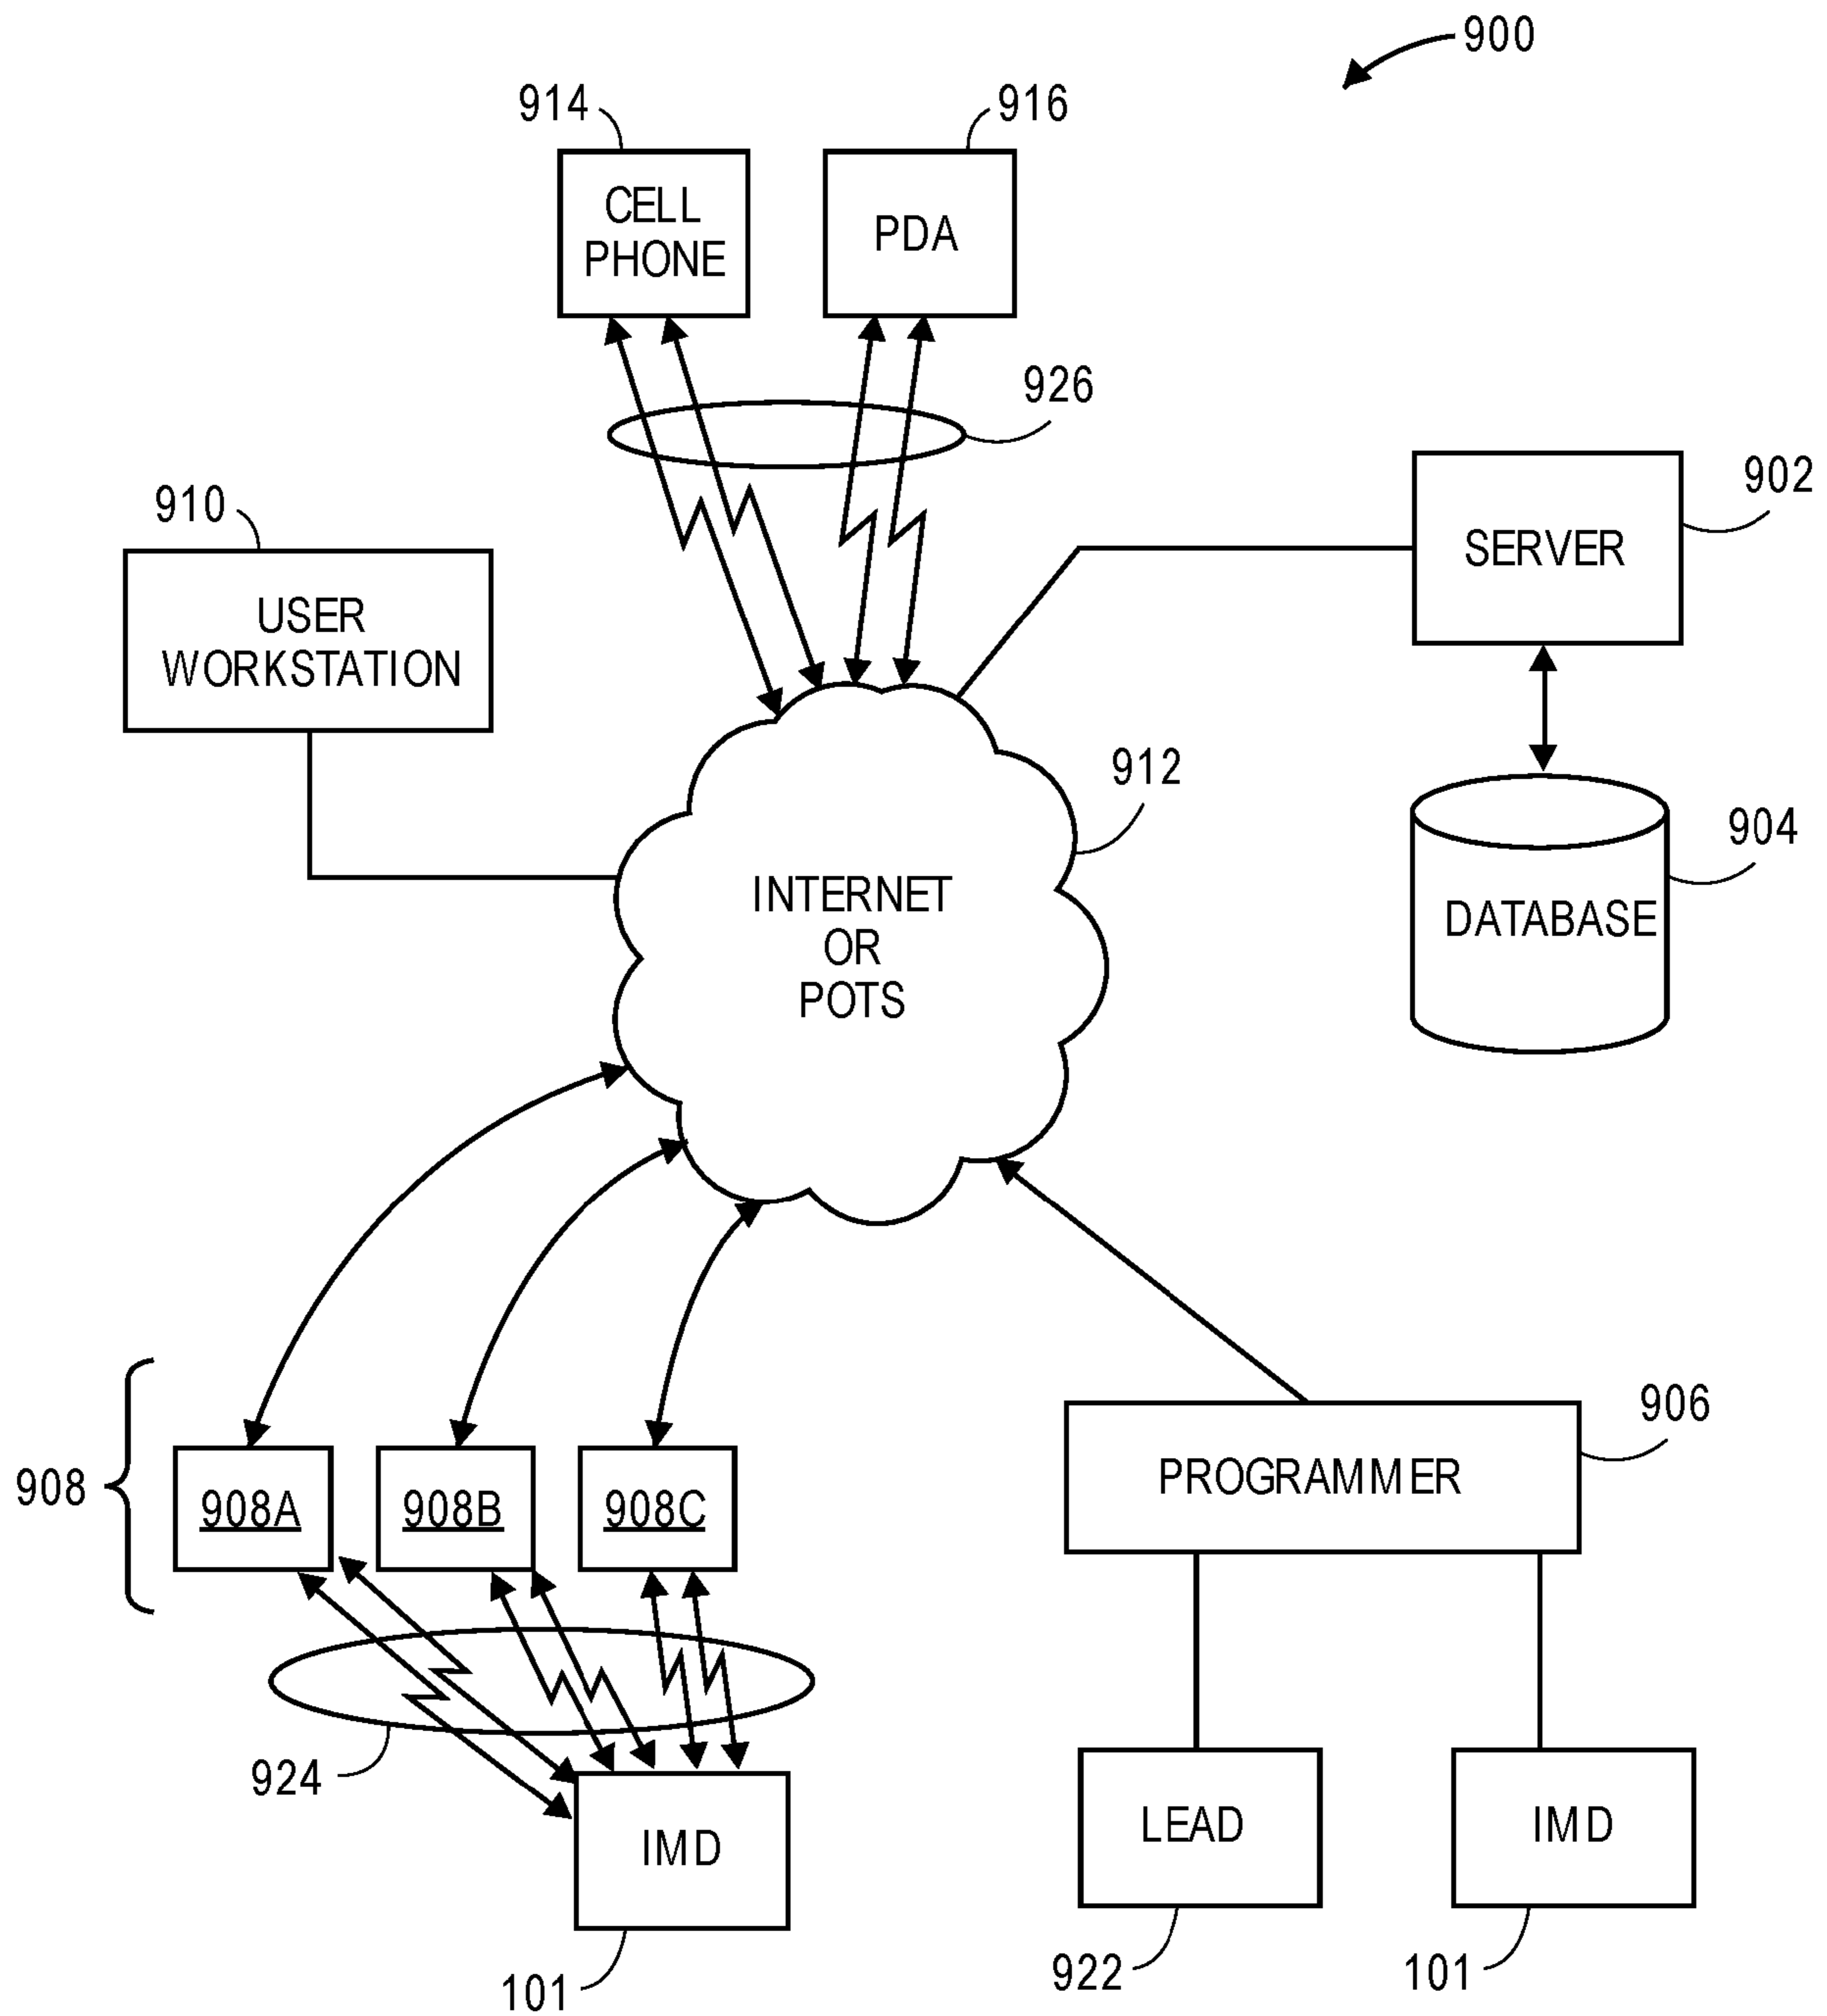 900
914
916
CELL
PHONE
PDA
926
910
902
USER
WORKSTATION
SERVER
912
904
INTERNET
OR
POTS
DATABASE
906
908
908A
908B
908C
PROGRAMMER
924
IMD
LEAD
IMD
101
922
101